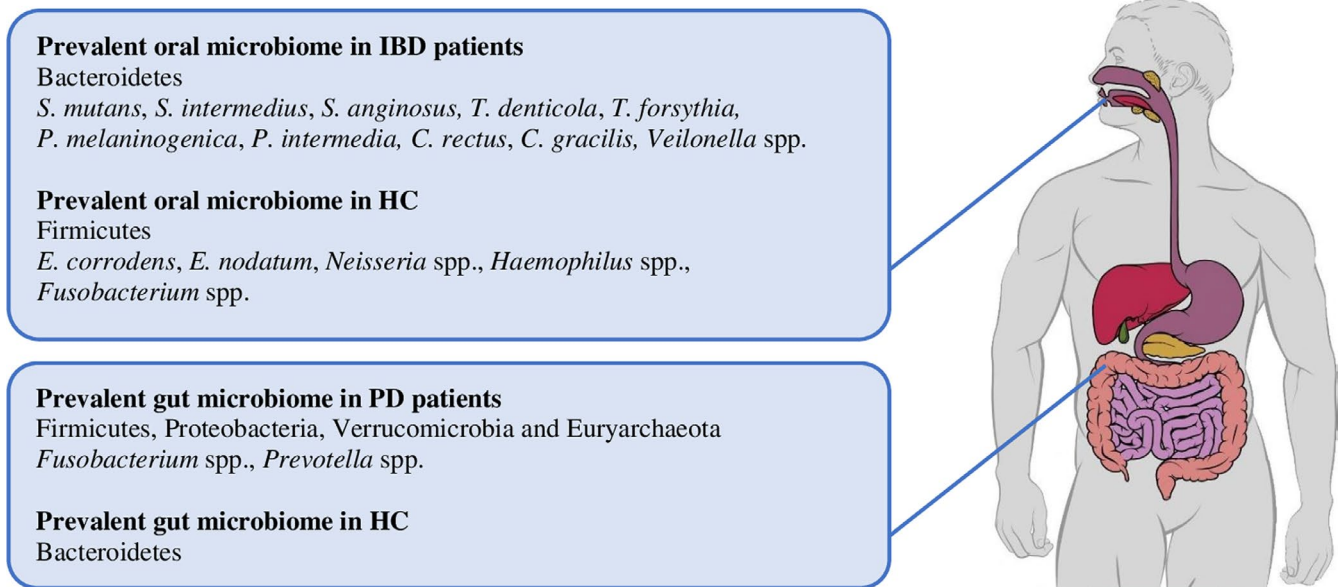 Prevalent oral microbiome in IBD patients
Bacteroidetes
S. mutans, S. intermedius, S. anginosus, T. denticola, T. forsythia,
P. melaninogenica, P. intermedia, C. rectus, C. gracilis, Veilonella spp.
Prevalent oral microbiome in HC
Firmicutes
E. corrodens, E. nodatum, Neisseria spp., Haemophilus spp.,
Fusobacterium spp.
Prevalent gut microbiome in PD patients
Firmicutes, Proteobacteria, Verrucomicrobia and Euryarchaeota
Fusobacterium spp., Prevotella spp.
Prevalent gut microbiome in HC
Bacteroidetes